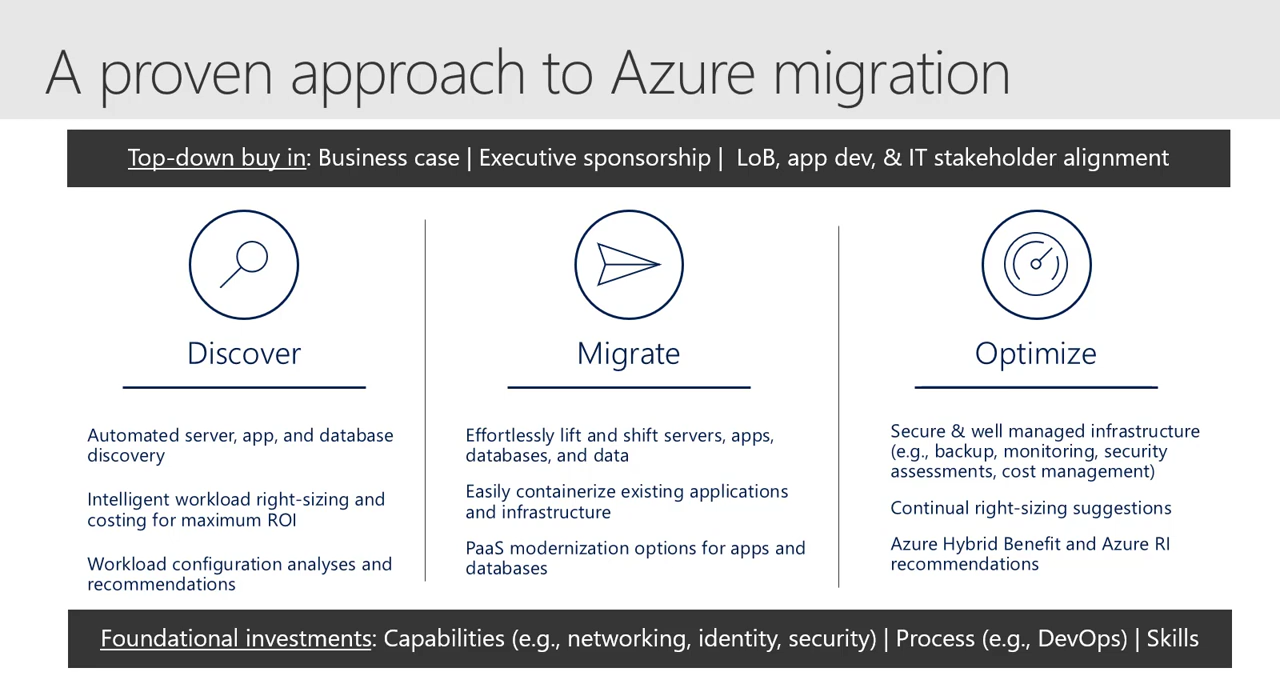 A proven approach to Azure migration
Top-down buy in: Business case | Executive sponsorship | LoB, app dev, & IT stakeholder alignment
Discover
Automated server, app, and database
discovery
Intelligent workload right-sizing and
costing for maximum ROI
Workload configuration analyses and
recommendations
Migrate
Effortlessly lift and shift servers, apps,
databases, and data
Easily containerize existing applications
and infrastructure
PaaS modernization options for apps and
databases
Optimize
Secure & well managed infrastructure
(e.g., backup, monitoring, security
assessments, cost management)
Continual right-sizing suggestions
Azure Hybrid Benefit and Azure RI
recommendations
Foundational investments: Capabilities (e.g., networking, identity, security) | Process (e.g., DevOps) | Skills